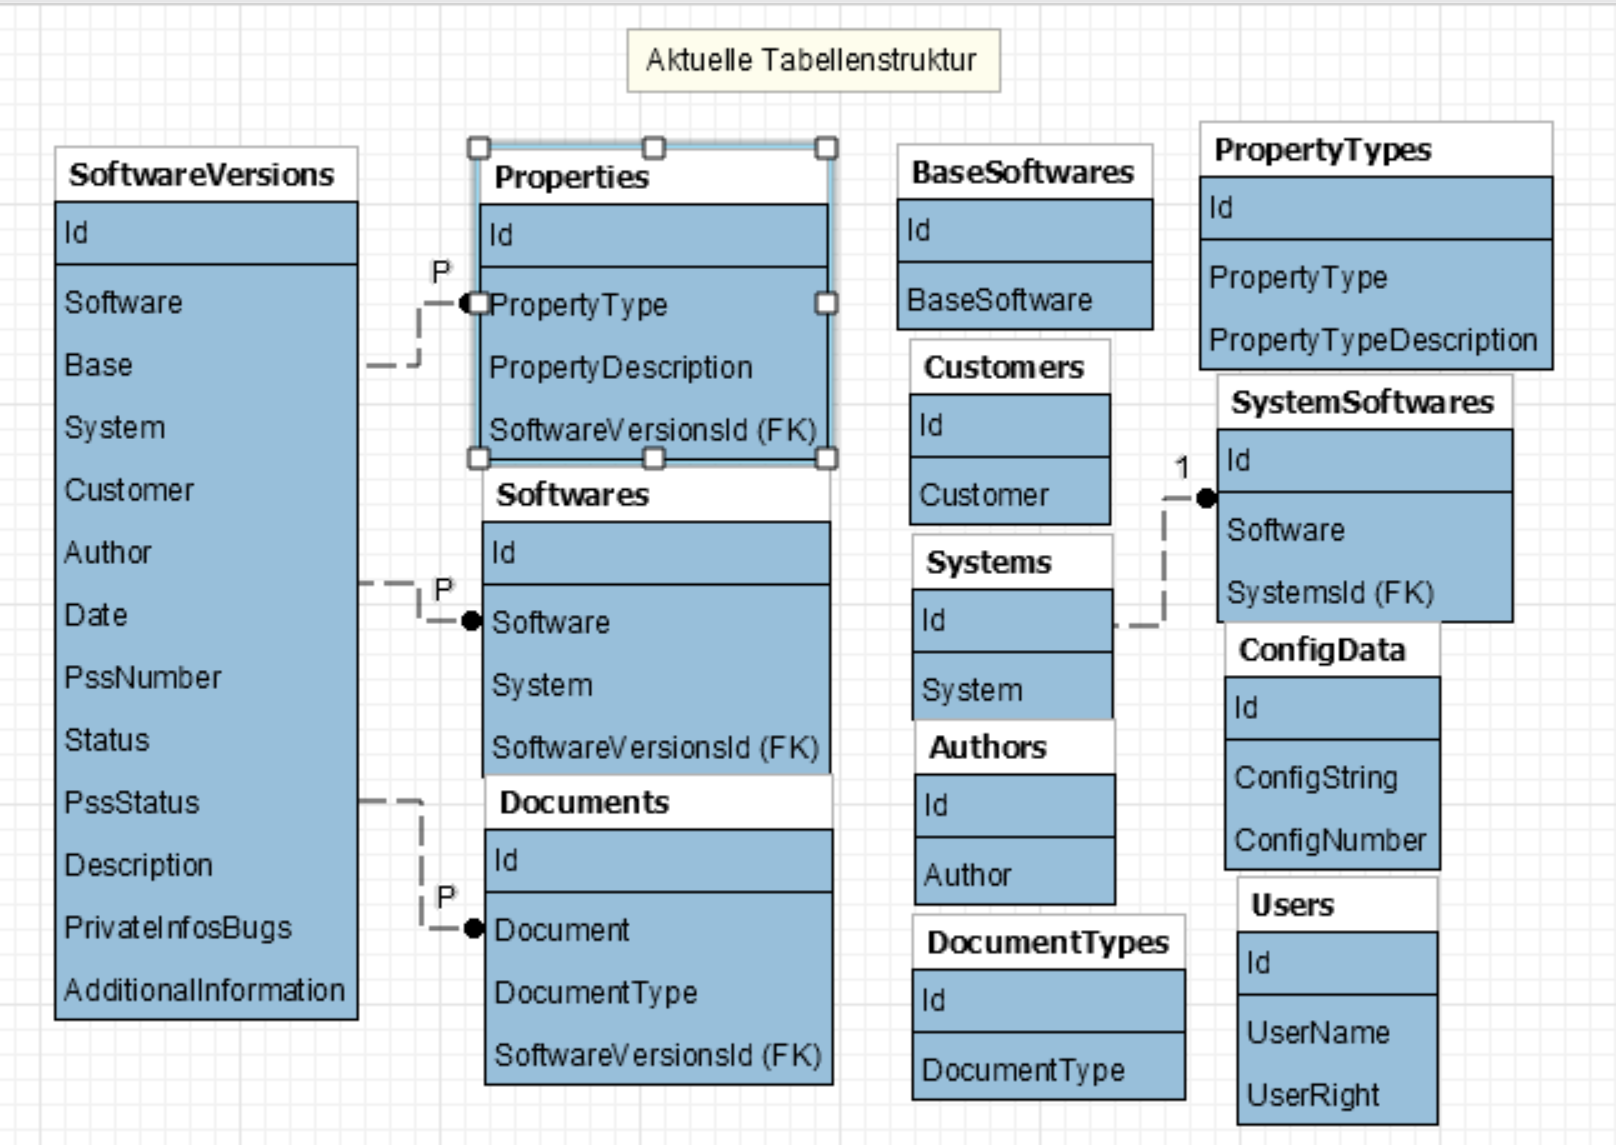 Aktuelle Tabellenstruktur
SoftwareVersions
Id
Software
Base
System
Customer
Author
Date
PssNumber
Status
PssStatus
Description
PrivateInfosBugs
AdditionalInformation
P
Properties
Id
PropertyType
PropertyDescription
SoftwareVersionsId (FK)
P
Softwares
Id
Software
System
SoftwareVersionsId (FK)
P
Documents
Id
Document
DocumentType
SoftwareVersionsId (FK)
BaseSoftwares
Id
BaseSoftware
Customers
Id
Customer
Systems
Id
System
Authors
Id
Author
DocumentTypes
Id
DocumentType
PropertyTypes
Id
PropertyType
PropertyTypeDescription
1
SystemSoftwares
Id
Software
SystemsId (FK)
ConfigData
Id
ConfigString
ConfigNumber
Users
Id
UserName
UserRight